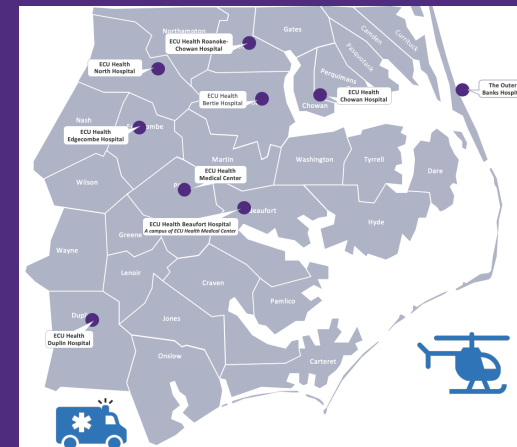 Northampton
Gates
Camden
Currituck
Pasquotank
Perquimans
ECU Health Roanoke-
Chowan Hospital
ECU Health
North Hospital
The Outer
ECU Health
Bertie Hospital
ECU Health
Chowan Hospital
Chowan
Nash
ECU Health
Edgecombe Hospital
Martin
Washington
Tyrrell
Dare
Wilson
ECU Health
Medical Center
ECU Health Beaufort Hospital
A campus of ECU Health Medical Center
Hyde
Greene
Wayne
Lenoir
Craven
Pamlico
Jones
ECU Health
Duplin Hospital
Onslow
Carteret